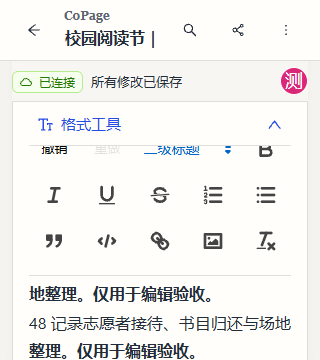 CoPage
校园阅读节 |
已连接 所有修改已保存 测
格式工具
撤销 重做 二级标题 B
地整理。仅用于编辑验收。
48 记录志愿者接待、书目归还与场地
整理。仅用于编辑验收。